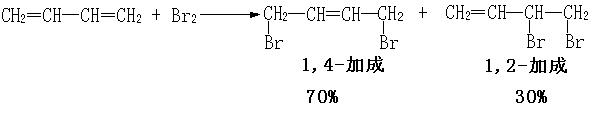 CH₂=CH—CH=CH₂ + Br₂ → CH₂—CH=CH—CH₂ + CH₂=CH—CH—CH₂
Br Br Br Br
1,4-加成 1,2-加成
70% 30%